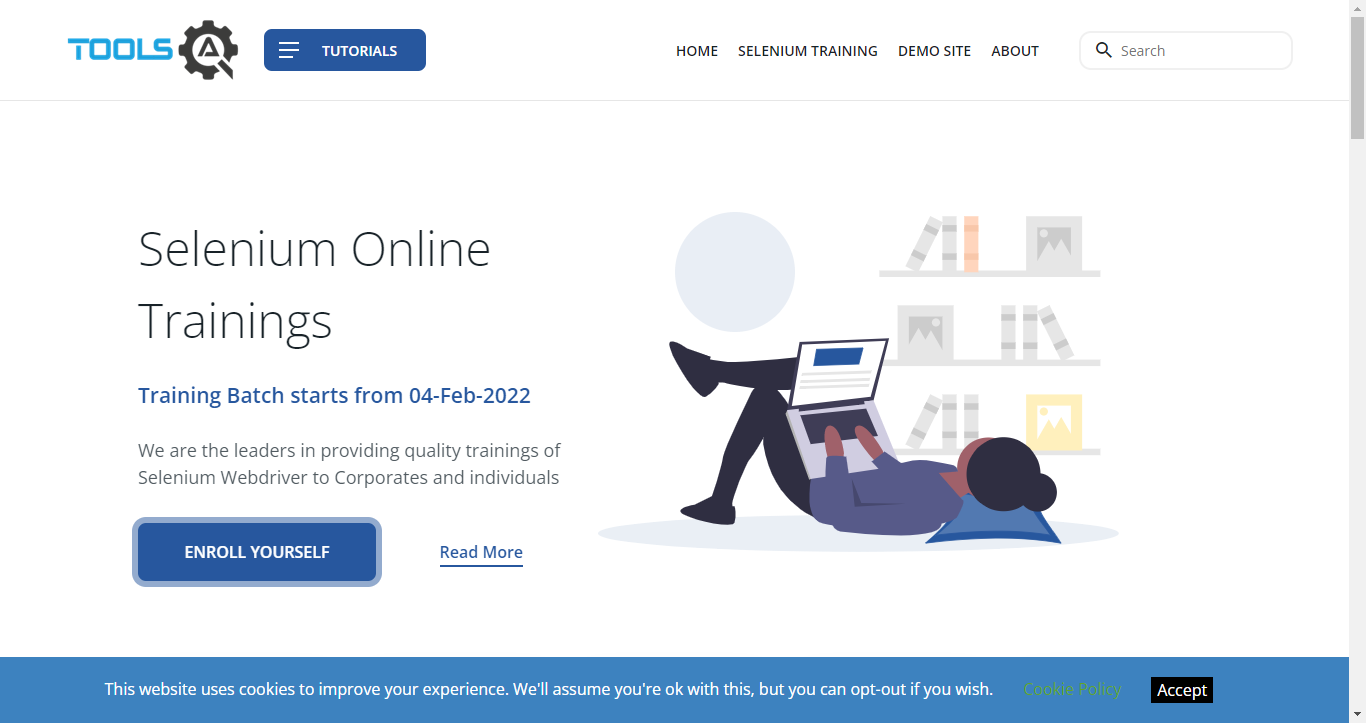 TOOLS QA
TUTORIALS
HOME
SELENIUM TRAINING
DEMO SITE
ABOUT
Search
Selenium Online
Trainings
Training Batch starts from 04-Feb-2022
We are the leaders in providing quality trainings of
Selenium Webdriver to Corporates and individuals
ENROLL YOURSELF
Read More
This website uses cookies to improve your experience. We'll assume you're ok with this, but you can opt-out if you wish.
Cookie Policy
Accept